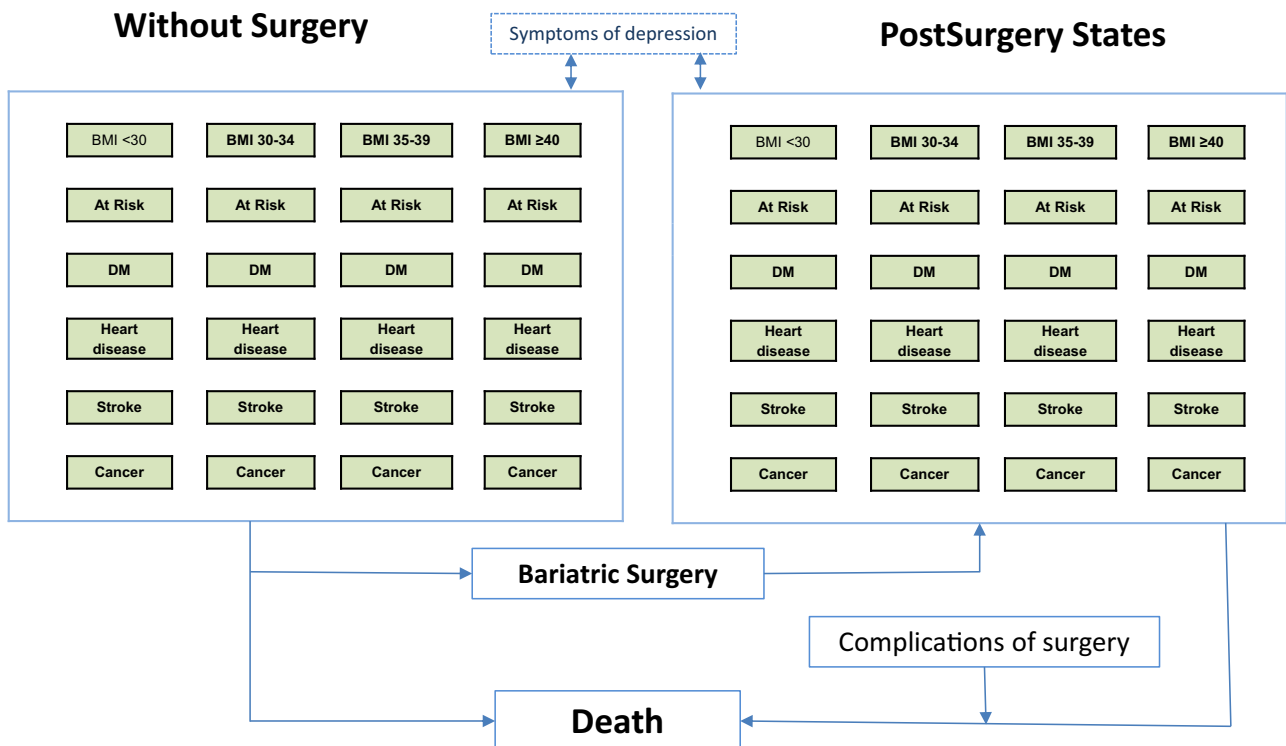 Without Surgery
Symptoms of depression
PostSurgery States
BMI <30
BMI 30-34
BMI 35-39
BMI ≥40
At Risk
At Risk
At Risk
At Risk
DM
DM
DM
DM
Heart
disease
Heart
disease
Heart
disease
Heart
disease
Stroke
Stroke
Stroke
Stroke
Cancer
Cancer
Cancer
Cancer
BMI <30
BMI 30-34
BMI 35-39
BMI ≥40
At Risk
At Risk
At Risk
At Risk
DM
DM
DM
DM
Heart
disease
Heart
disease
Heart
disease
Heart
disease
Stroke
Stroke
Stroke
Stroke
Cancer
Cancer
Cancer
Cancer
Bariatric Surgery
Complications of surgery
Death